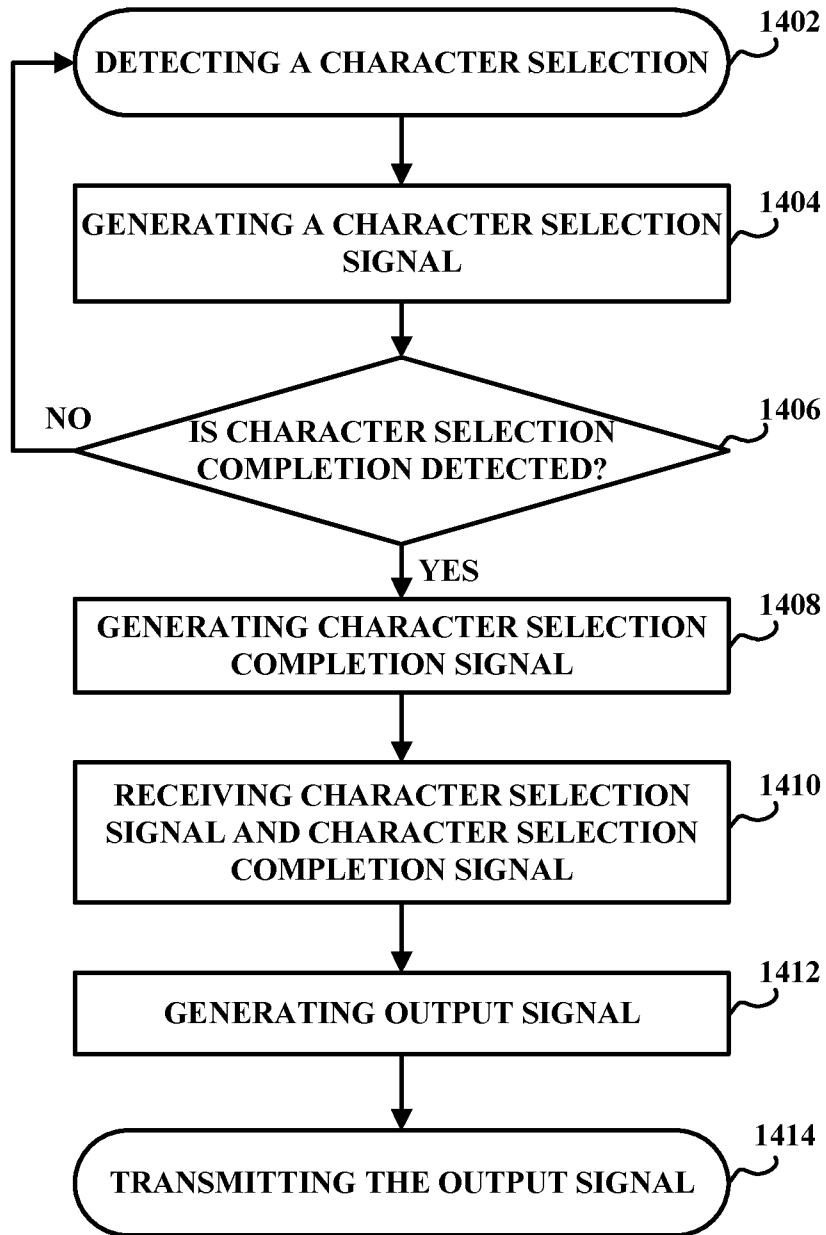 1402
DETECTING A CHARACTER SELECTION
1404
GENERATING A CHARACTER SELECTION
SIGNAL
NO
1406
IS CHARACTER SELECTION
COMPLETION DETECTED?
YES
1408
GENERATING CHARACTER SELECTION
COMPLETION SIGNAL
1410
RECEIVING CHARACTER SELECTION
SIGNAL AND CHARACTER SELECTION
COMPLETION SIGNAL
1412
GENERATING OUTPUT SIGNAL
1414
TRANSMITTING THE OUTPUT SIGNAL